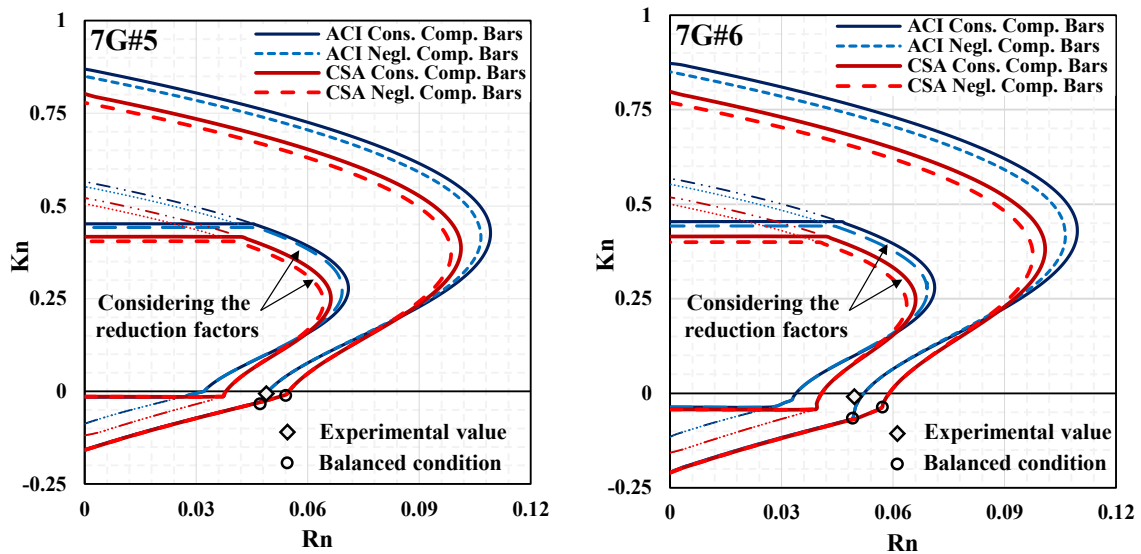 7G#5
ACI Cons. Comp. Bars
ACI Negl. Comp. Bars
CSA Cons. Comp. Bars
CSA Negl. Comp. Bars
1
0.75
0.5
0.25
0
-0.25
Kn
Considering the
reduction factors
Experimental value
Balanced condition
0
0.03
0.06
0.09
0.12
Rn
7G#6
ACI Cons. Comp. Bars
ACI Negl. Comp. Bars
CSA Cons. Comp. Bars
CSA Negl. Comp. Bars
1
0.75
0.5
0.25
0
-0.25
Kn
Considering the
reduction factors
Experimental value
Balanced condition
0
0.03
0.06
0.09
0.12
Rn